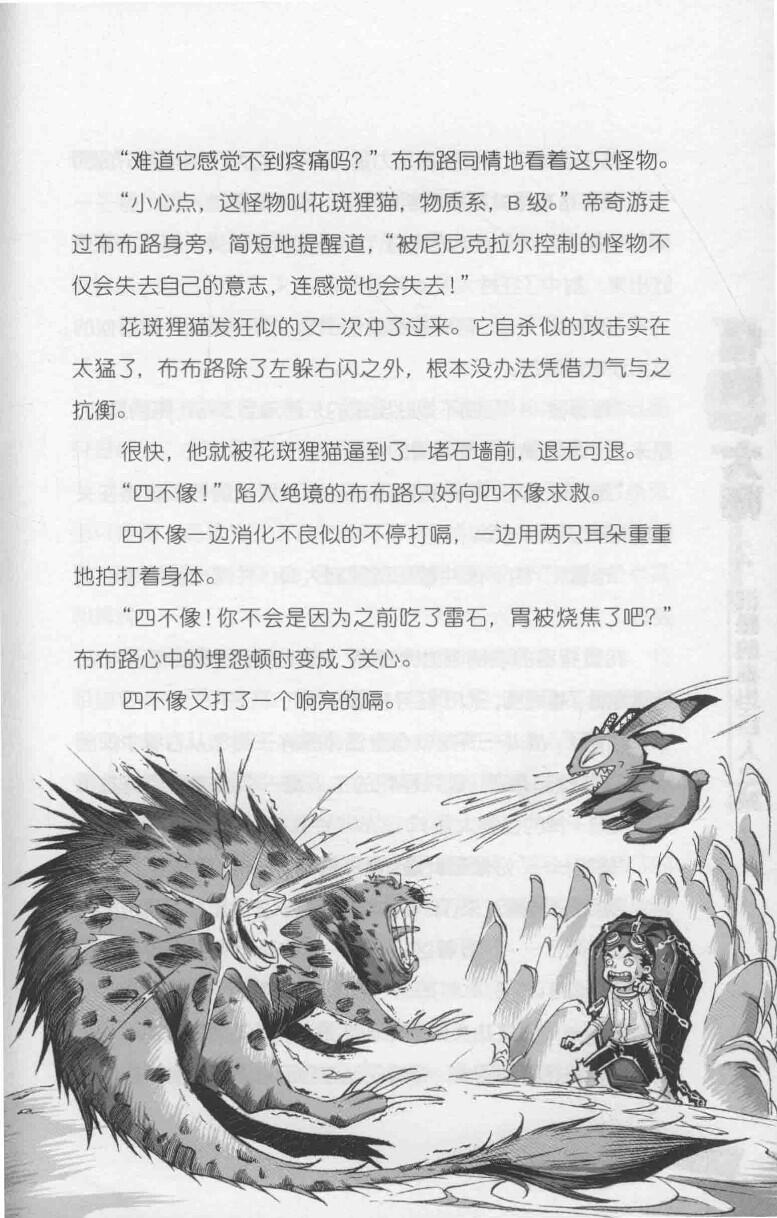 “难道它感觉不到疼痛吗？”布布路同情地看着这只怪物。
“小心点，这怪物叫花斑狸猫，物质系，B级。”帝奇游走
过布布路身旁，简短地提醒道，“被尼尼克拉尔控制的怪物不
仅会失去自己的意志，连感觉也会失去！”
花斑狸猫发狂似的又一次冲了过来。它自杀似的攻击实在
太猛了，布布路除了左躲右闪之外，根本没办法凭借力气与之
抗衡。
很快，他就被花斑狸猫逼到了一堵石墙前，退无可退。
“四不像！”陷入绝境的布布路只好向四不像求救。
四不像一边消化不良似的不停打嗝，一边用两只耳朵重重
地拍打着身体。
“四不像！你不会是因为之前吃了雷石，胃被烧焦了吧？”
布布路心中的埋怨顿时变成了关心。
四不像又打了一个响亮的嗝。